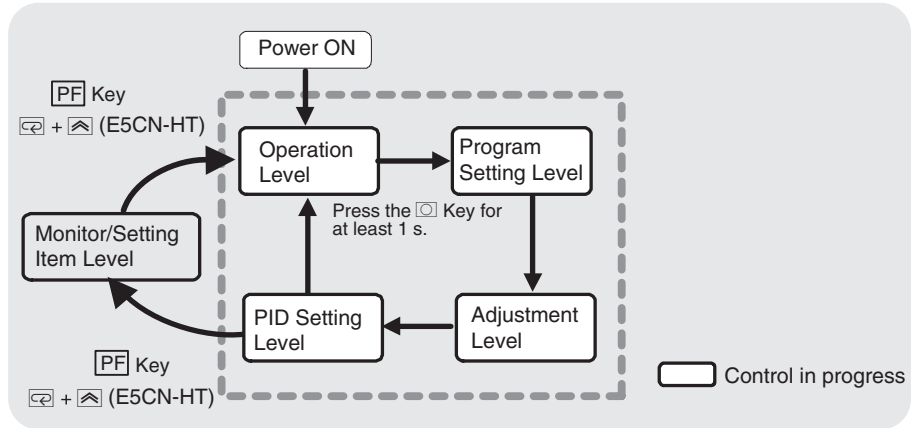 Power ON
PF Key
+ (E5CN-HT)
Operation
Level
Program
Setting Level
Press the Key for
at least 1 s.
Monitor/Setting
Item Level
PID Setting
Level
Adjustment
Level
PF Key
+ (E5CN-HT)
Control in progress